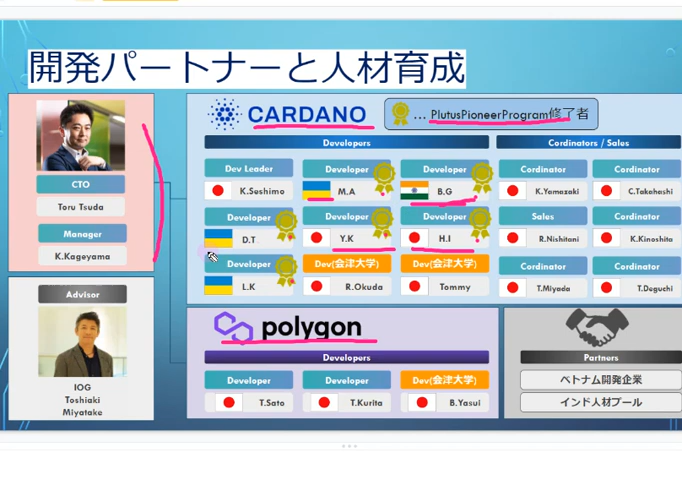 開発パートナーと人材育成
CTO
Toru Tsuda
Manager
K.Kageyama
Advisor
IOG
Toshiaki
Miyatake
CARDANO
… PlutusPioneerProgram修了者
Developers
Cordinators / Sales
Dev Leader
K.Soshimo
Developer
M.A
Developer
B.G
Cordinator
K.Yamazaki
Cordinator
C.Takahashi
Developer
D.T
Developer
Y.K
Developer
H.I
Sales
R.Nishitani
Cordinator
K.Kinoshita
Developer
L.K
Dev(会津大学)
R.Okuda
Dev(会津大学)
Tommy
Cordinator
T.Miyada
Cordinator
T.Deguchi
polygon
Developers
Developer
T.Sato
Developer
T.Kurita
Dev(会津大学)
B.Yasui
Partners
ベトナム開発企業
インド人材プール